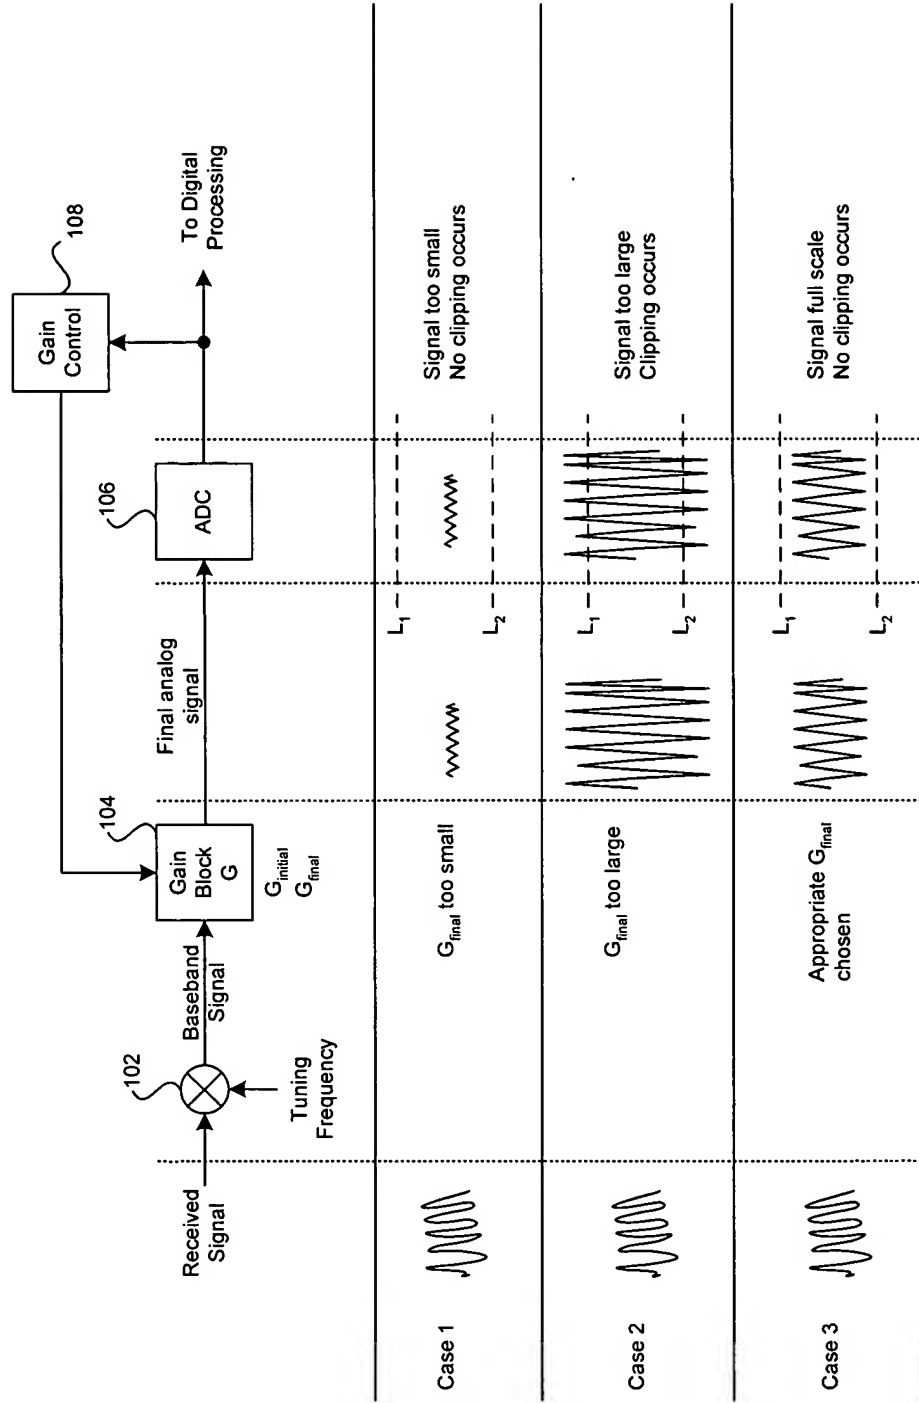 108
Gain
Control
To Digital
Processing
106
ADC
Final analog
signal
104
Gain
Block
G
G_initial
G_final
Baseband
Signal
102
Tuning
Frequency
Received
Signal
Case 1
G_final too small
L₁
L₂
Signal too small
No clipping occurs
Case 2
G_final too large
L₁
L₂
Signal too large
Clipping occurs
Case 3
Appropriate G_final
chosen
L₁
L₂
Signal full scale
No clipping occurs